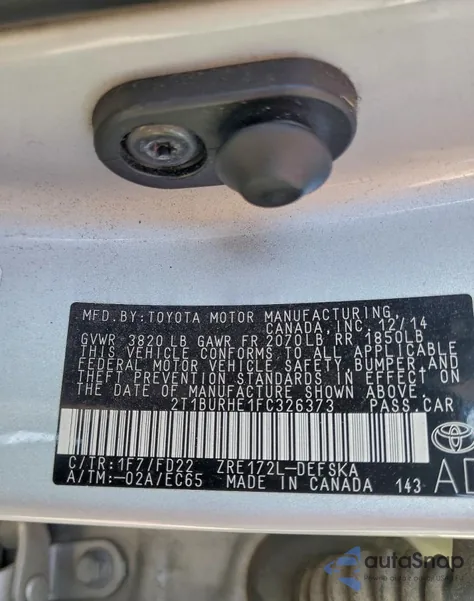 MFD.BY:TOYOTA MOTOR MANUFACTURING,
CANADA, INC. 12/14
GVWR 3820 LB GAWR FR 2070LB RR 1850LB
THIS VEHICLE CONFORMS TO ALL APPLICABLE
FEDERAL MOTOR VEHICLE SAFETY, BUMPER, AND
THEFT PREVENTION STANDARDS IN EFFECT ON
THE DATE OF MANUFACTURE SHOWN ABOVE.
2T1BURHE1FC326373 PASS.CAR
C/TR:1F7/FD22 ZRE172L-DEFSKA
A/TM:-02A/EC65 MADE IN CANADA 143
AD
autoSnap